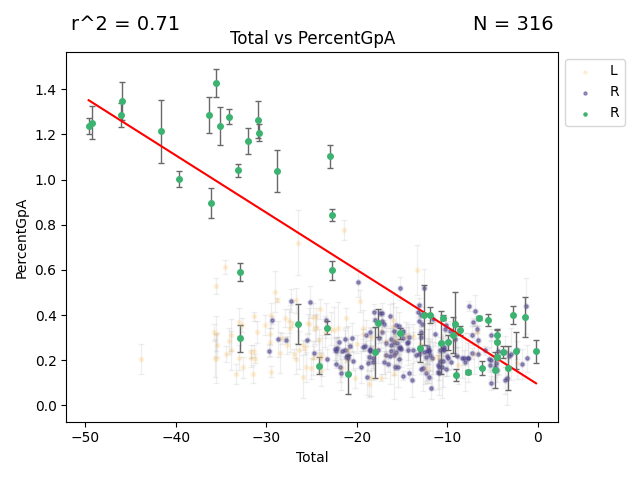 r^2 = 0.71
N = 316
Total vs PercentGpA
PercentGpA
1.4
1.2
1.0
0.8
0.6
0.4
0.2
0.0
−50
−40
−30
−20
−10
0
Total
L
R
R